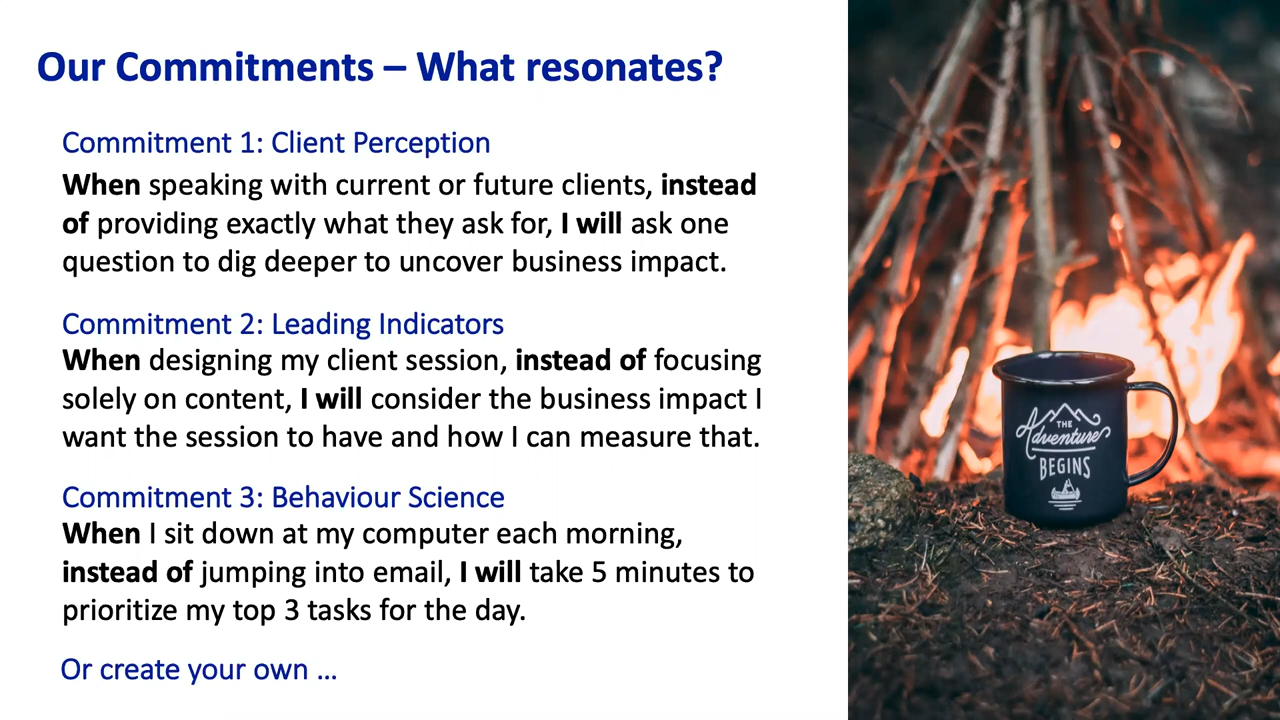 Our Commitments – What resonates?
Commitment 1: Client Perception
When speaking with current or future clients, instead
of providing exactly what they ask for, I will ask one
question to dig deeper to uncover business impact.
Commitment 2: Leading Indicators
When designing my client session, instead of focusing
solely on content, I will consider the business impact I
want the session to have and how I can measure that.
Commitment 3: Behaviour Science
When I sit down at my computer each morning,
instead of jumping into email, I will take 5 minutes to
prioritize my top 3 tasks for the day.
Or create your own ...
THE
Adventure
BEGINS